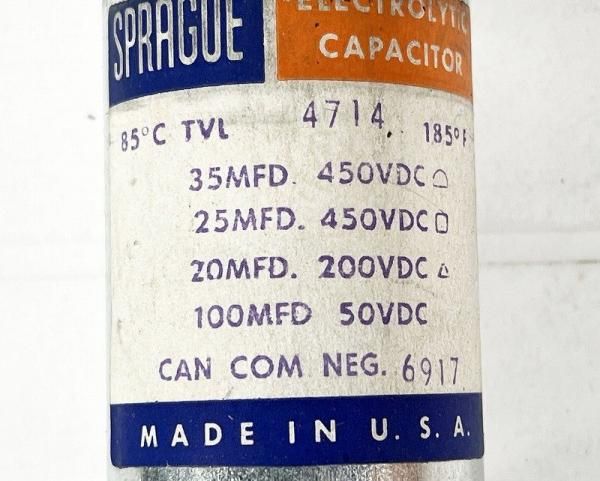 SPRAGUE
ELECTROLYTIC
CAPACITOR
85°C TVL 4714 185°F
35MFD. 450VDC
25MFD. 450VDC
20MFD. 200VDC
100MFD 50VDC
CAN COM NEG. 6917
MADE IN U. S. A.